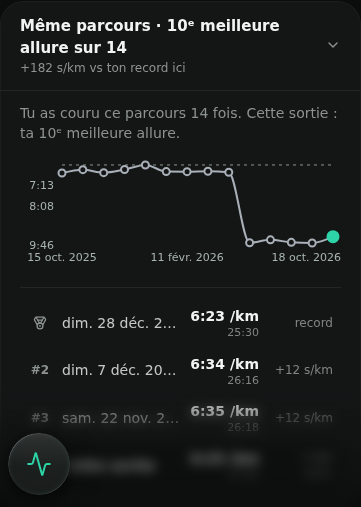 Même parcours · 10ᵉ meilleure
allure sur 14
+182 s/km vs ton record ici
Tu as couru ce parcours 14 fois. Cette sortie :
ta 10ᵉ meilleure allure.
7:13
8:08
9:46
15 oct. 2025 11 févr. 2026 18 oct. 2026
dim. 28 déc. 2... 6:23 /km record
25:30
#2 dim. 7 déc. 20... 6:34 /km +12 s/km
26:16
#3 sam. 22 nov. 2... 6:35 /km +12 s/km
26:18